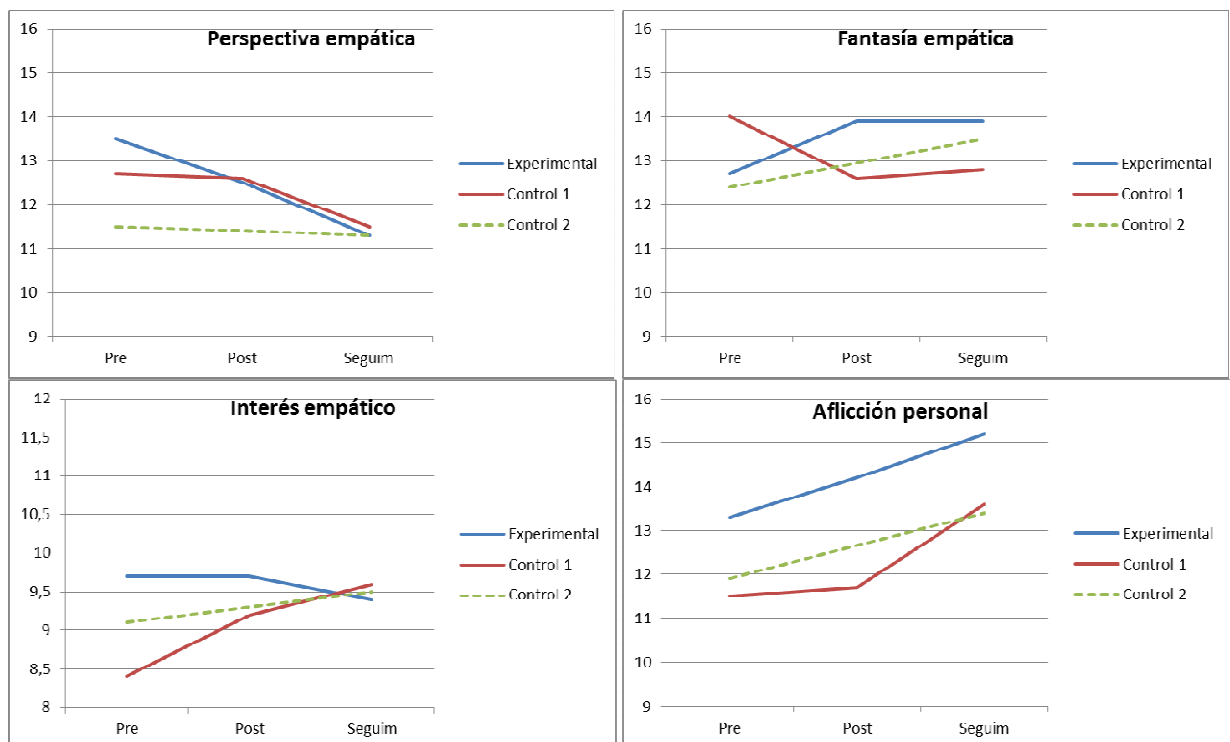 Perspectiva empática
16
15
14
13
12
11
10
9
Pre Post Seguim
Experimental
Control 1
Control 2
Fantasía empática
16
15
14
13
12
11
10
9
Pre Post Seguim
Experimental
Control 1
Control 2
Interés empático
12
11,5
11
10,5
10
9,5
9
8,5
8
Pre Post Seguim
Experimental
Control 1
Control 2
Aflicción personal
16
15
14
13
12
11
10
9
Pre Post Seguim
Experimental
Control 1
Control 2